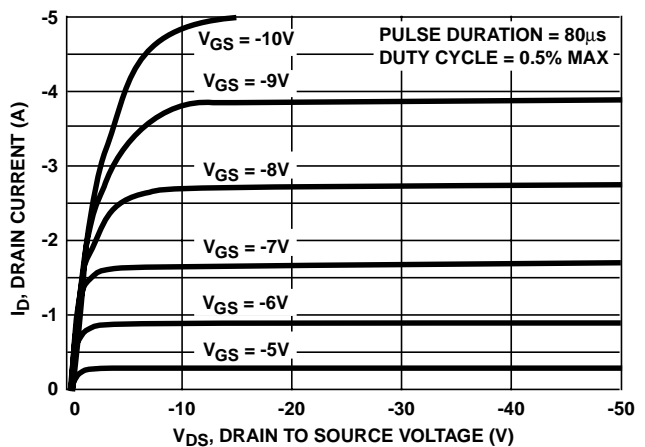 -5
-4
-3
-2
-1
0
I_D, DRAIN CURRENT (A)
PULSE DURATION = 80μs
DUTY CYCLE = 0.5% MAX
V_GS = -10V
V_GS = -9V
V_GS = -8V
V_GS = -7V
V_GS = -6V
V_GS = -5V
0 -10 -20 -30 -40 -50
V_DS, DRAIN TO SOURCE VOLTAGE (V)